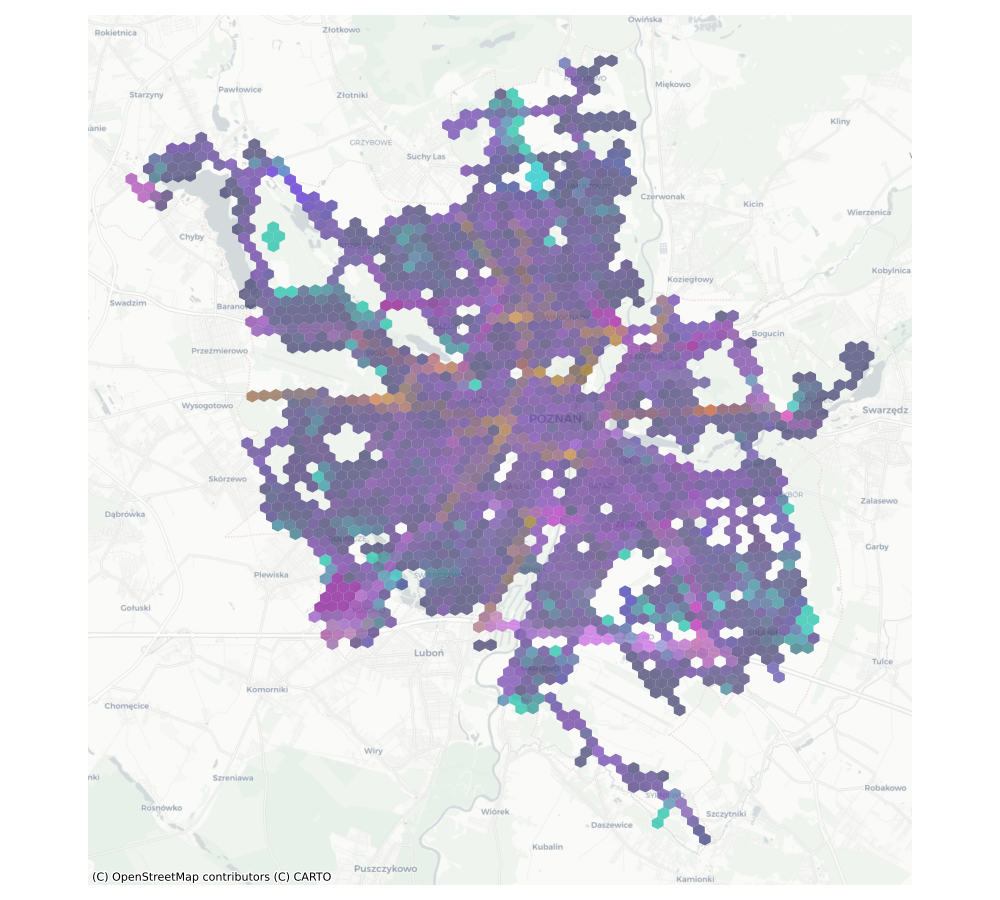 Owińska
Rokietnica
Złotkowo
Miękowo
Starzyny
Pawłowice
Złotniki
Kliny
GRZYBOWE
Suchy Las
Czerwonak
Kicin
Wierzenica
Chyby
Kobylnica
Koziegłowy
Swadzim
Bogucin
Przeźmierowo
Wysogotowo
Swarzędz
POZNAŃ
Skórzewo
Zalasewo
Dąbrówka
Garby
Plewiska
Gołuski
Luboń
Tulce
Komorniki
Chomęcice
Wiry
Szreniawa
Robakowo
Rosnówko
Wiórek
Szczytniki
Daszewice
Kubalin
Puszczykowo
Kamionki
(C) OpenStreetMap contributors (C) CARTO